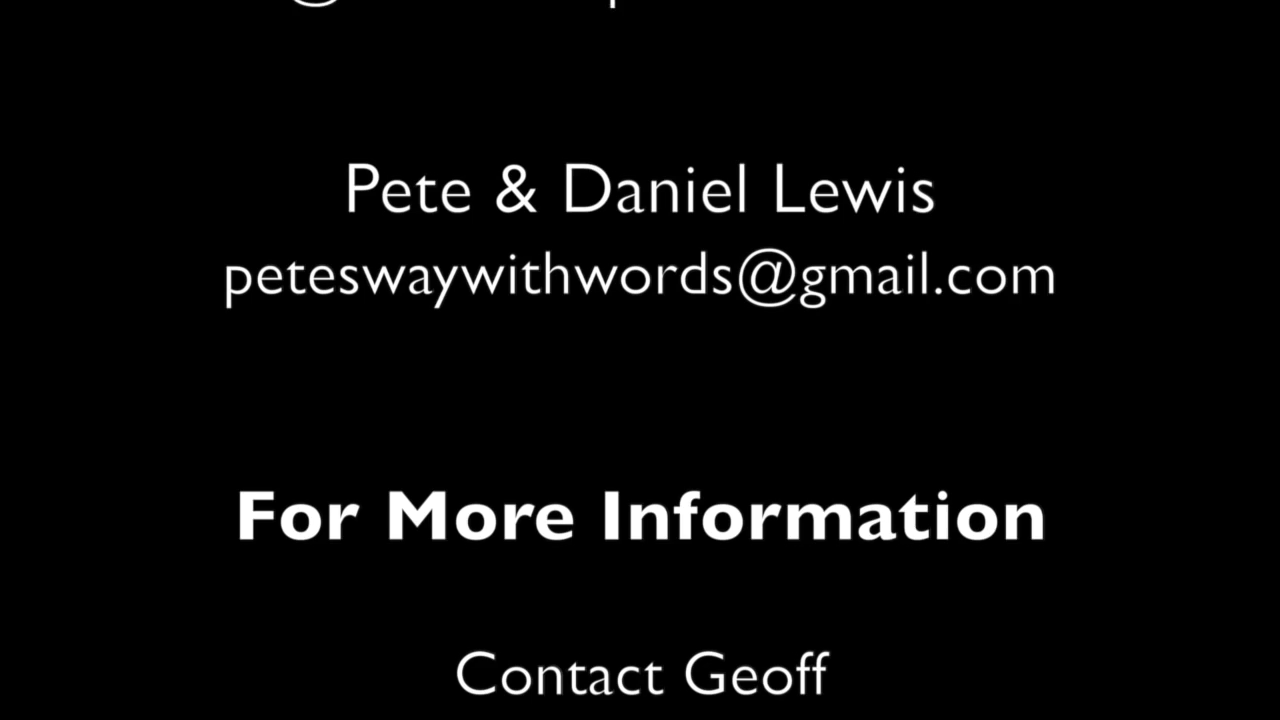 Pete & Daniel Lewis
peteswaywithwords@gmail.com
For More Information
Contact Geoff